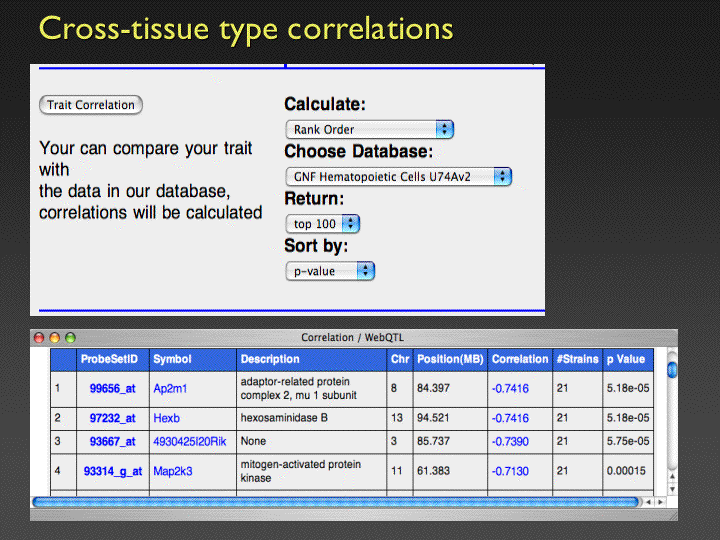 Cross-tissue type correlations
Trait Correlation
Your can compare your trait
with
the data in our database,
correlations will be calculated
Calculate:
Rank Order
Choose Database:
GNF Hematopoietic Cells U74Av2
Return:
top 100
Sort by:
p-value
Correlation / WebQTL
ProbeSetID Symbol Description Chr Position(MB) Correlation #Strains p Value
1 99656_at Ap2m1 adaptor-related protein complex 2, mu 1 subunit 8 84.397 -0.7416 21 5.18e-05
2 97232_at Hexb hexosaminidase B 13 94.521 -0.7416 21 5.18e-05
3 93667_at 4930425I20Rik None 3 85.737 -0.7390 21 5.75e-05
4 93314_g_at Map2k3 mitogen-activated protein kinase 11 61.383 -0.7130 21 0.00015